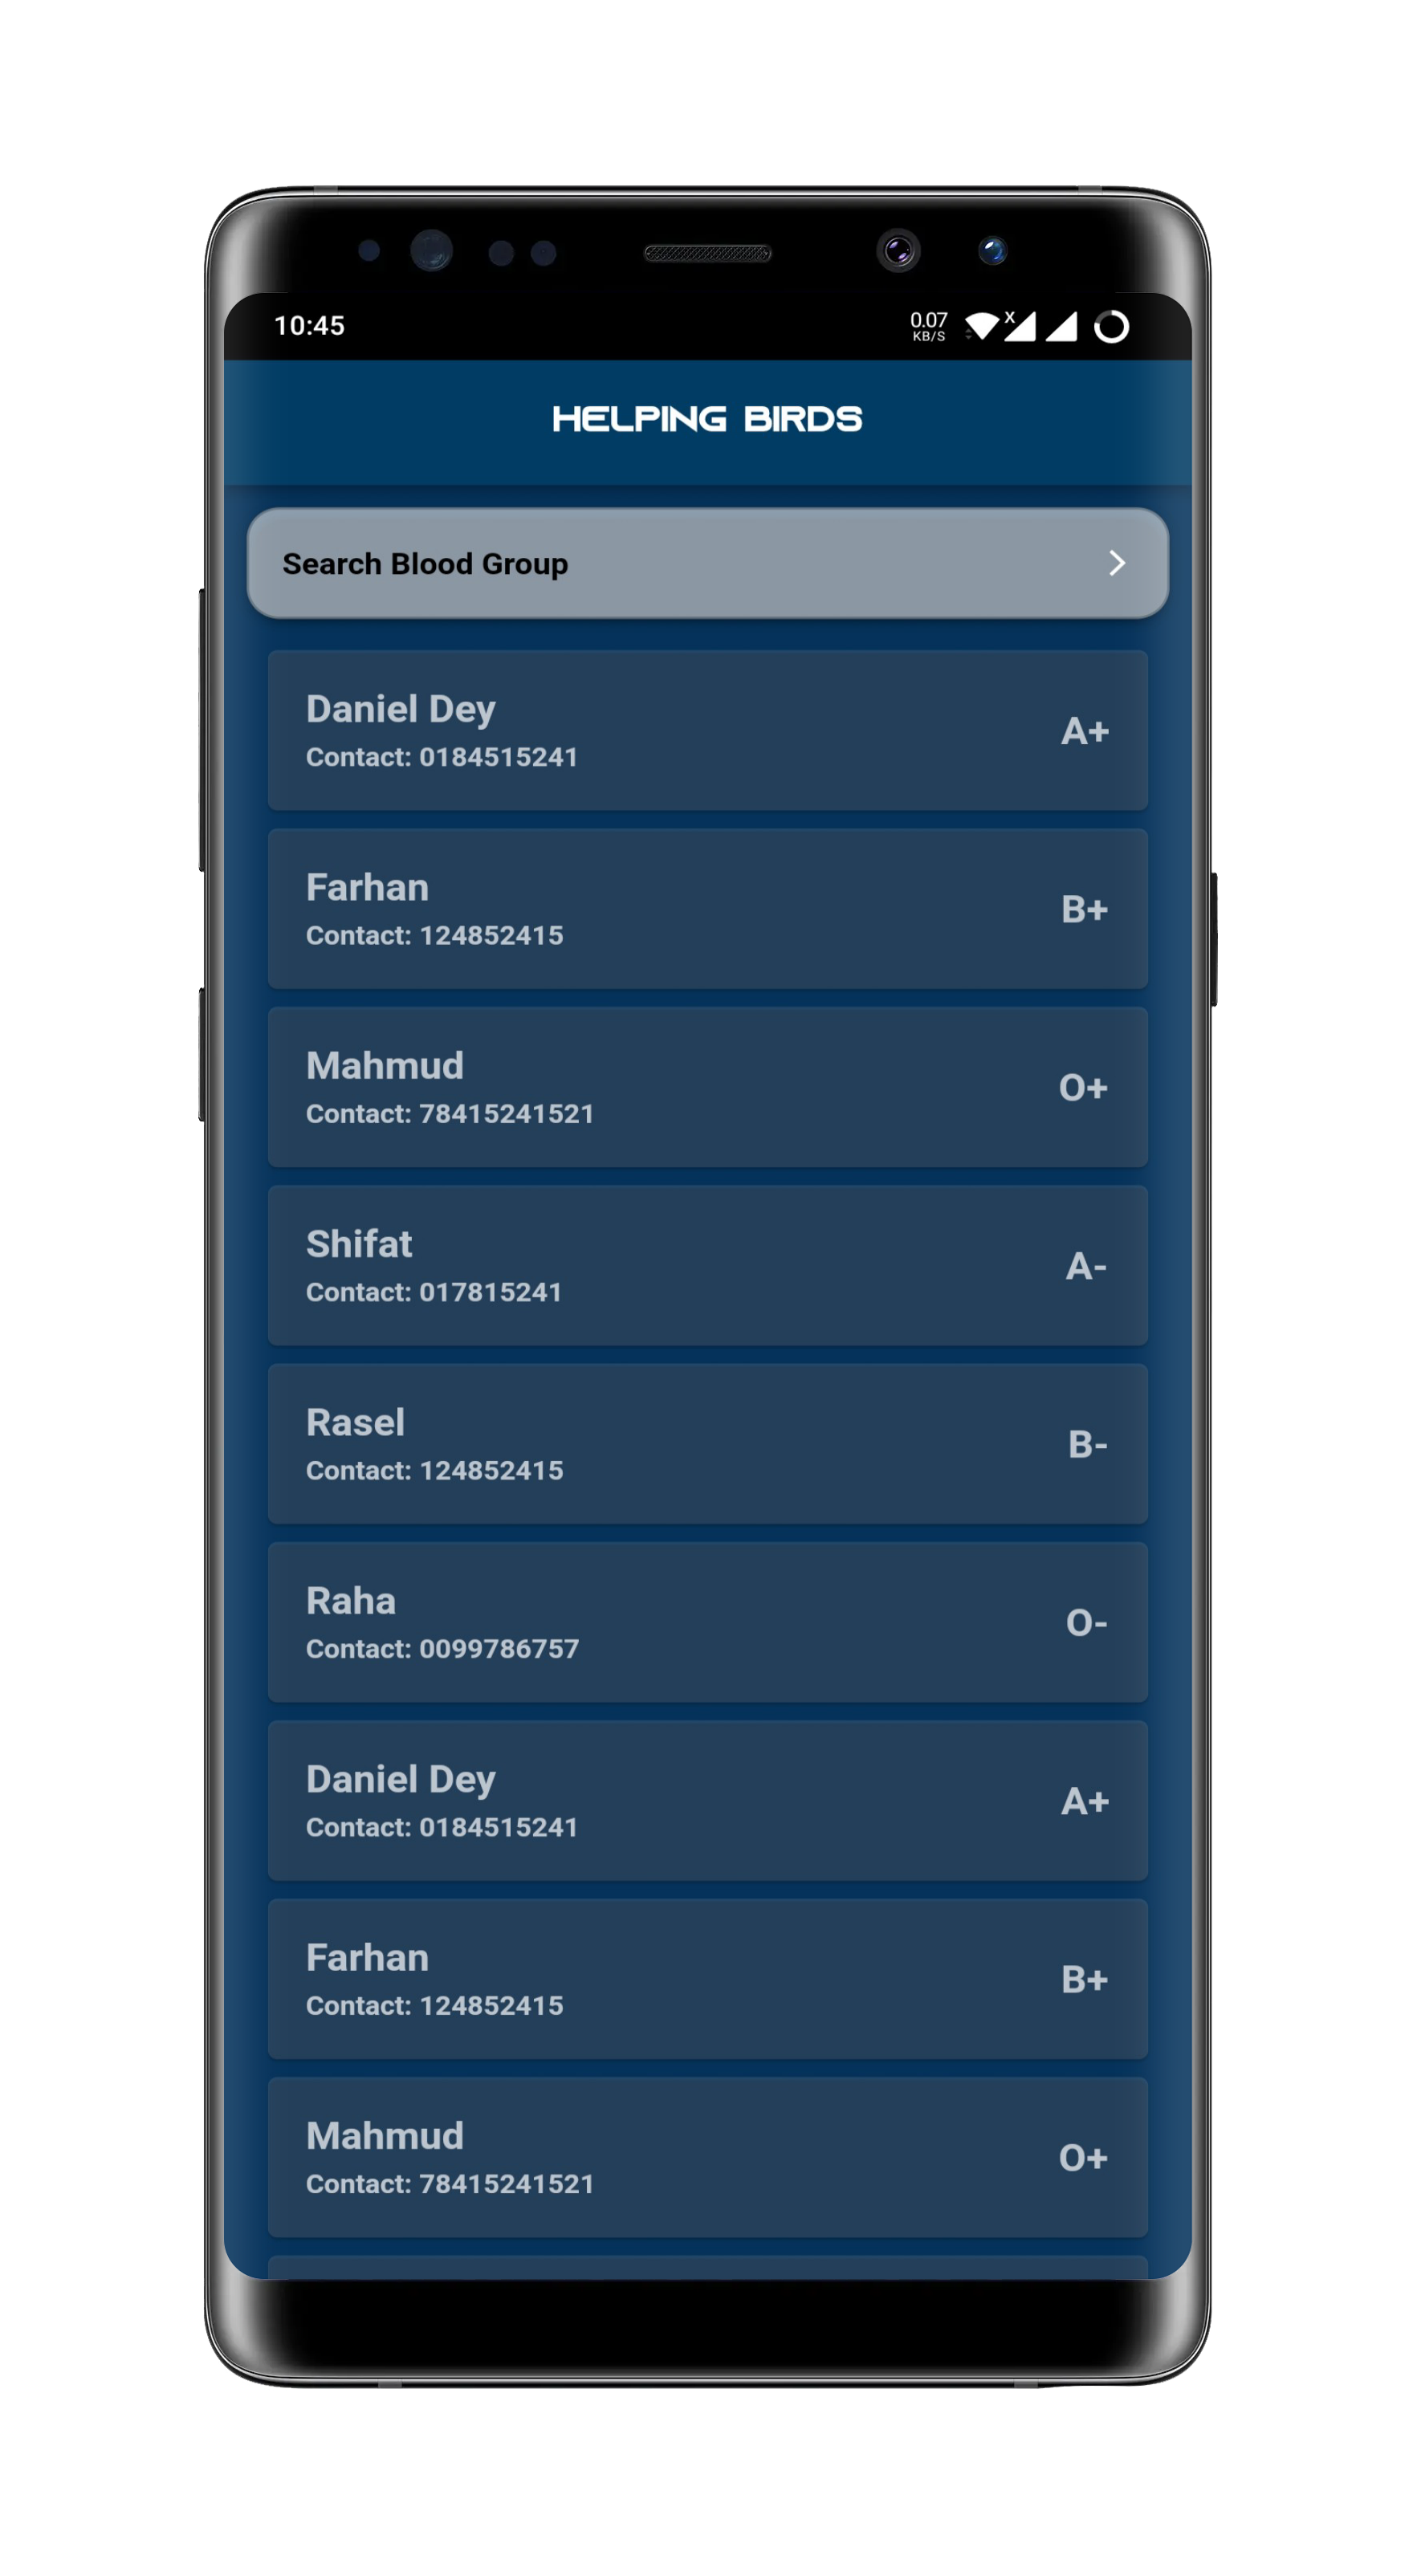 10:45
0.07
KB/S
X
HELPING BIRDS
Search Blood Group
Daniel Dey
Contact: 0184515241
A+
Farhan
Contact: 124852415
B+
Mahmud
Contact: 78415241521
O+
Shifat
Contact: 017815241
A-
Rasel
Contact: 124852415
B-
Raha
Contact: 0099786757
O-
Daniel Dey
Contact: 0184515241
A+
Farhan
Contact: 124852415
B+
Mahmud
Contact: 78415241521
O+